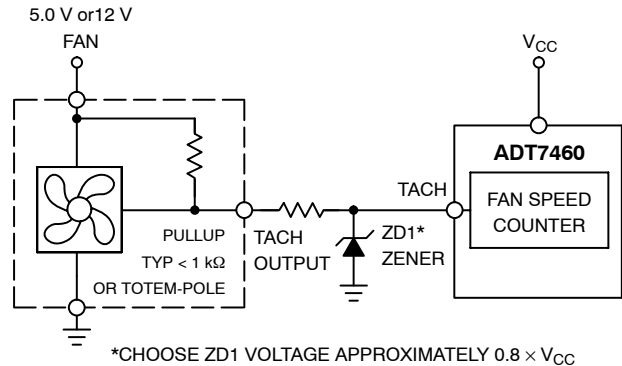 5.0 V or12 V
FAN
VCC
ADT7460
TACH
FAN SPEED
COUNTER
PULLUP
TYP < 1 kΩ
OR TOTEM-POLE
TACH
OUTPUT
ZD1*
ZENER
*CHOOSE ZD1 VOLTAGE APPROXIMATELY 0.8 × VCC